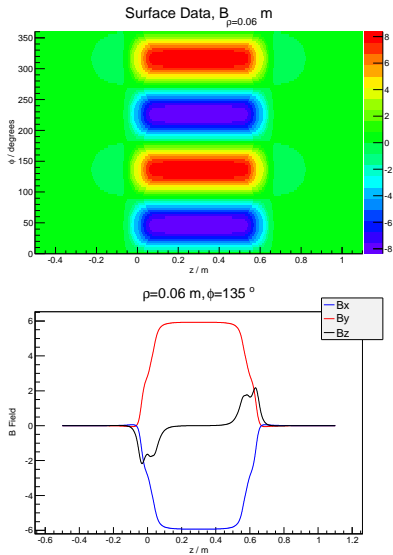 Surface Data, B_ρ=0.06 m
φ / degrees
350
300
250
200
150
100
50
0
8
6
4
2
0
-2
-4
-6
-8
-0.4 -0.2 0 0.2 0.4 0.6 0.8 1
z / m
ρ=0.06 m, φ=135 °
Bx
By
Bz
B Field
6
4
2
0
-2
-4
-6
-0.6 -0.4 -0.2 0 0.2 0.4 0.6 0.8 1 1.2
z / m